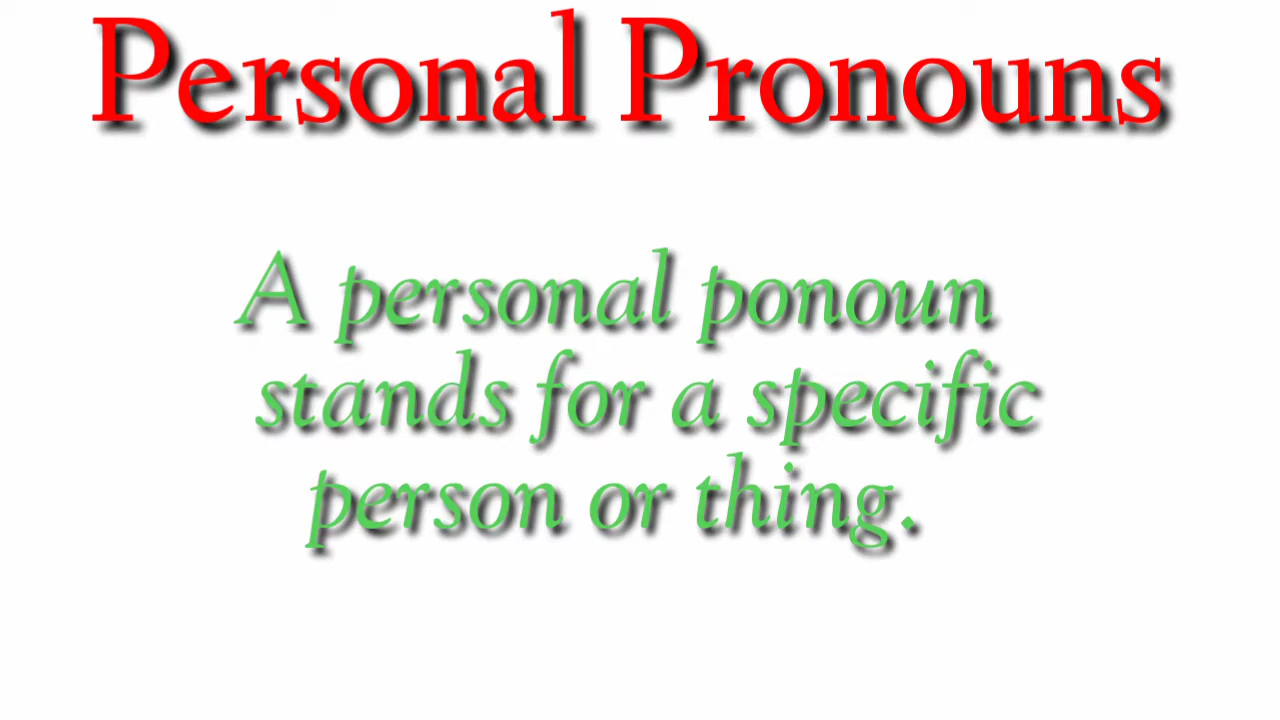 Personal Pronouns
A personal ponoun
stands for a specific
person or thing.